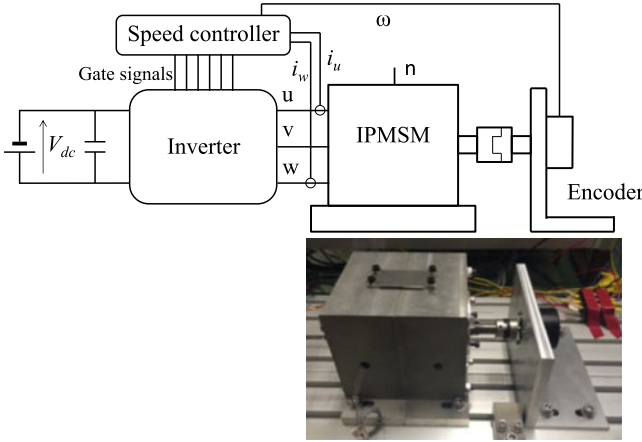 Speed controller
ω
Gate signals
i_w
i_u
n
u
V_dc
Inverter
v
IPMSM
w
Encoder